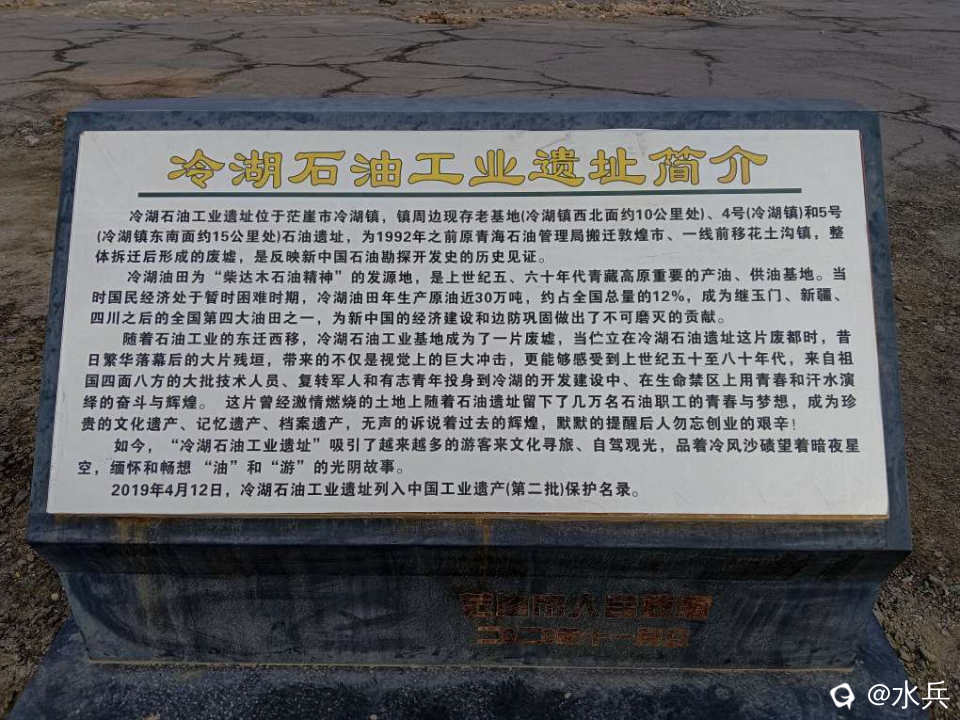 冷湖石油工业遗址简介
冷湖石油工业遗址位于茫崖市冷湖镇，镇周边现存老基地(冷湖镇西北面约10公里处)、4号(冷湖镇)和5号
(冷湖镇东南面约15公里处)石油遗址，为1992年之前原青海石油管理局搬迁敦煌市、一线前移花土沟镇，整
体拆迁后形成的废墟，是反映新中国石油勘探开发史的历史见证。
冷湖油田为“柴达木石油精神”的发源地，是上世纪五、六十年代青藏高原重要的产油、供油基地。当
时国民经济处于暂时困难时期，冷湖油田年生产原油近30万吨，约占全国总量的12%，成为继玉门、新疆、
四川之后的全国第四大油田之一，为新中国的经济建设和边防巩固做出了不可磨灭的贡献。
随着石油工业的东迁西移，冷湖石油工业基地成为了一片废墟，当伫立在冷湖石油遗址这片废都时，昔
日繁华落幕后的大片残垣，带来的不仅是视觉上的巨大冲击，更能够感受到上世纪五十至八十年代，来自祖
国四面八方的大批技术人员、复转军人和有志青年投身到冷湖的开发建设中、在生命禁区上用青春和汗水演
绎的奋斗与辉煌。 这片曾经激情燃烧的土地上随着石油遗址留下了几万名石油职工的青春与梦想，成为珍
贵的文化遗产、记忆遗产、档案遗产，无声的诉说着过去的辉煌，默默的提醒后人勿忘创业的艰辛！
如今，“冷湖石油工业遗址”吸引了越来越多的游客来文化寻旅、自驾观光，品着冷风沙碛望着暗夜星
空，缅怀和畅想 “油”和“游”的光阴故事。
2019年4月12日，冷湖石油工业遗址列入中国工业遗产(第二批)保护名录。
市人民政府
二〇二〇年十一月
@水兵